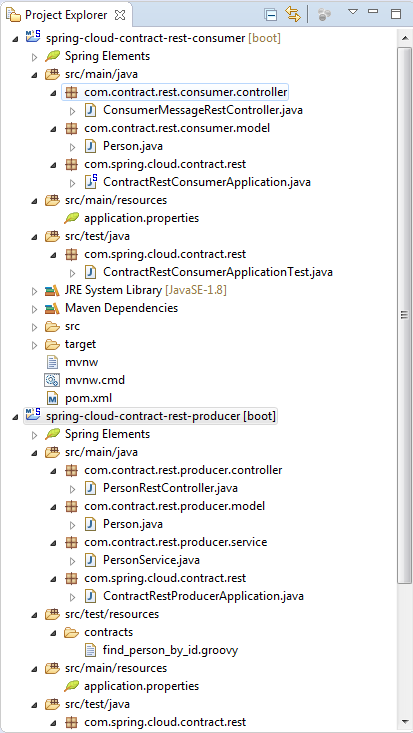 Project Explorer
spring-cloud-contract-rest-consumer [boot]
Spring Elements
src/main/java
com.contract.rest.consumer.controller
ConsumerMessageRestController.java
com.contract.rest.consumer.model
Person.java
com.spring.cloud.contract.rest
ContractRestConsumerApplication.java
src/main/resources
application.properties
src/test/java
com.spring.cloud.contract.rest
ContractRestConsumerApplicationTest.java
JRE System Library [JavaSE-1.8]
Maven Dependencies
src
target
mvnw
mvnw.cmd
pom.xml
spring-cloud-contract-rest-producer [boot]
Spring Elements
src/main/java
com.contract.rest.producer.controller
PersonRestController.java
com.contract.rest.producer.model
Person.java
com.contract.rest.producer.service
PersonService.java
com.spring.cloud.contract.rest
ContractRestProducerApplication.java
src/test/resources
contracts
find_person_by_id.groovy
src/main/resources
application.properties
src/test/java
com.spring.cloud.contract.rest